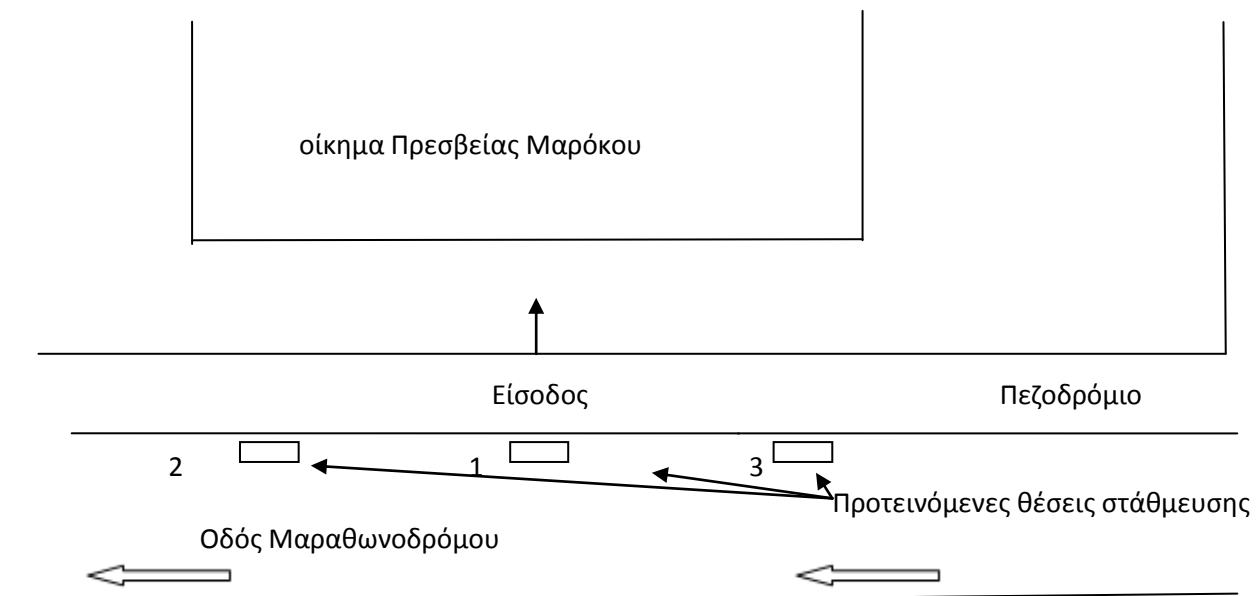 οίκημα Πρεσβείας Μαρόκου
Είσοδος
Πεζοδρόμιο
2
1
3
Προτεινόμενες θέσεις στάθμευσης
Οδός Μαραθωνοδρόμου